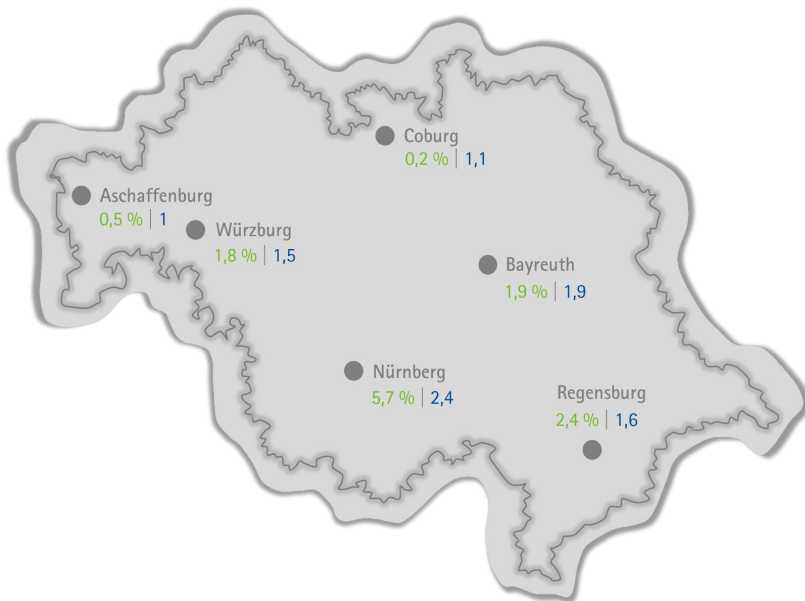 Coburg
0,2 % | 1,1
Aschaffenburg
0,5 % | 1
Würzburg
1,8 % | 1,5
Bayreuth
1,9 % | 1,9
Nürnberg
5,7 % | 2,4
Regensburg
2,4 % | 1,6